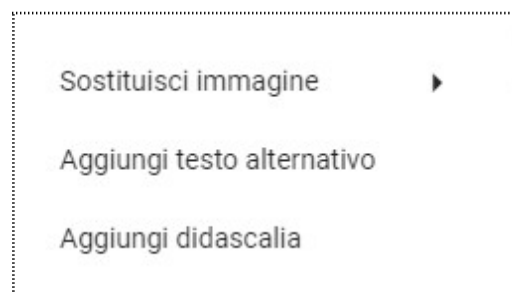 Sostituisci immagine
Aggiungi testo alternativo
Aggiungi didascalia